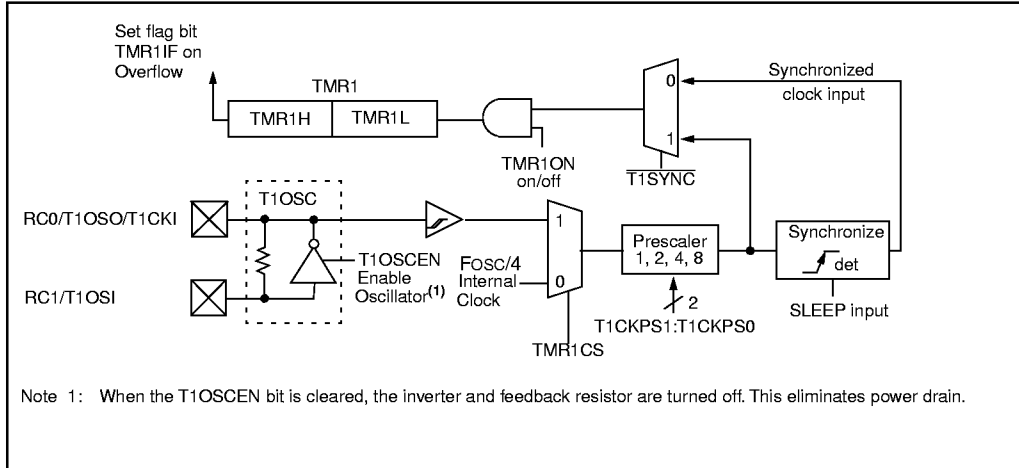 Set flag bit
TMR1IF on
Overflow
TMR1
TMR1H
TMR1L
TMR1ON
on/off
0
1
T1SYNC
Synchronized
clock input
RC0/T1OSO/T1CKI
RC1/T1OSI
T1OSC
T1OSCEN
Enable
Oscillator(1)
FOSC/4
Internal
Clock
1
0
TMR1CS
Prescaler
1, 2, 4, 8
2
T1CKPS1:T1CKPS0
Synchronize
det
SLEEP input
Note 1: When the T1OSCEN bit is cleared, the inverter and feedback resistor are turned off. This eliminates power drain.